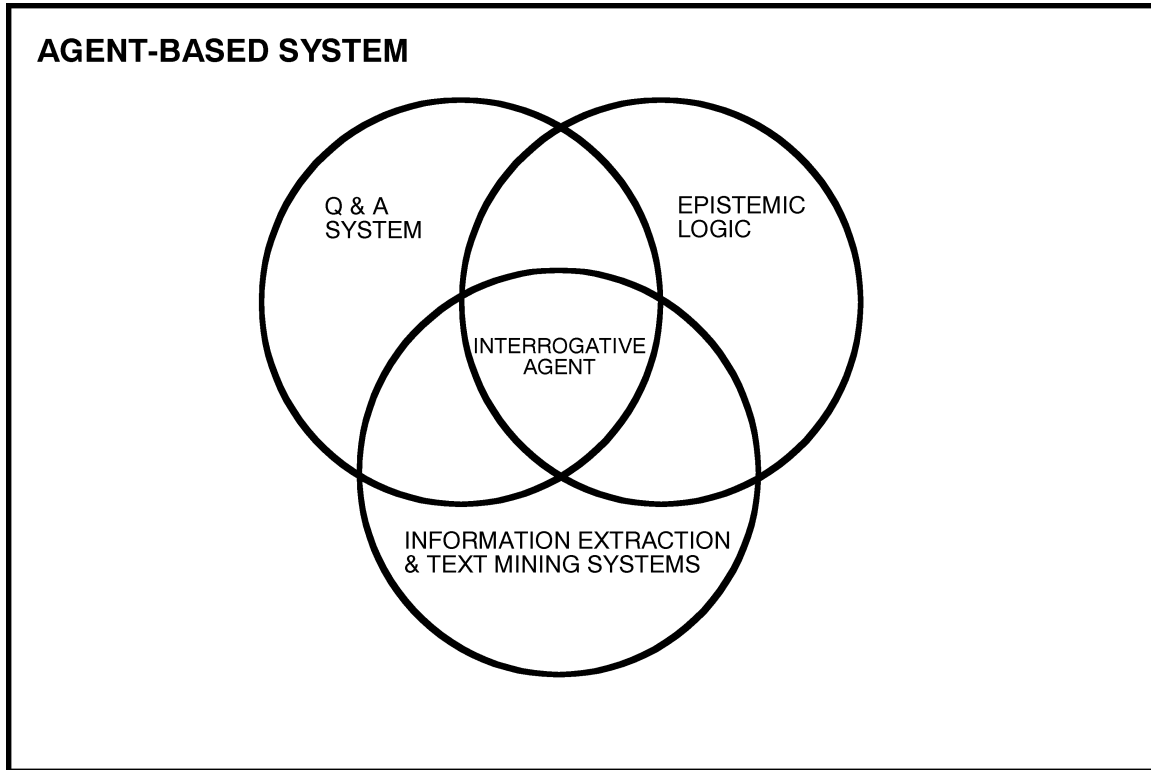 AGENT-BASED SYSTEM
Q & A
SYSTEM
EPISTEMIC
LOGIC
INTERROGATIVE
AGENT
INFORMATION EXTRACTION
& TEXT MINING SYSTEMS